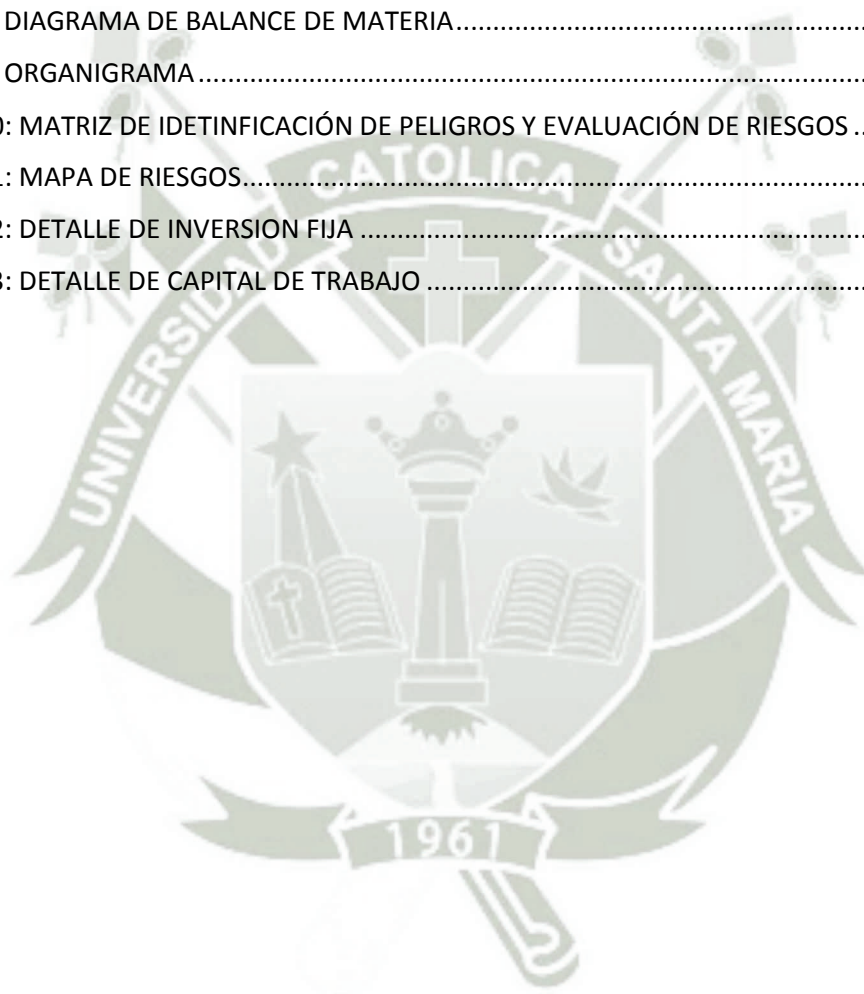 DIAGRAMA DE BALANCE DE MATERIA........................................................
ORGANIGRAMA........................................................................................
0: MATRIZ DE IDETINFICACIÓN DE PELIGROS Y EVALUACIÓN DE RIESGOS ..
1: MAPA DE RIESGOS.................................................................................
2: DETALLE DE INVERSION FIJA ................................................................
3: DETALLE DE CAPITAL DE TRABAJO .......................................................
UNIVERSIDAD CATOLICA SANTA MARIA
1961